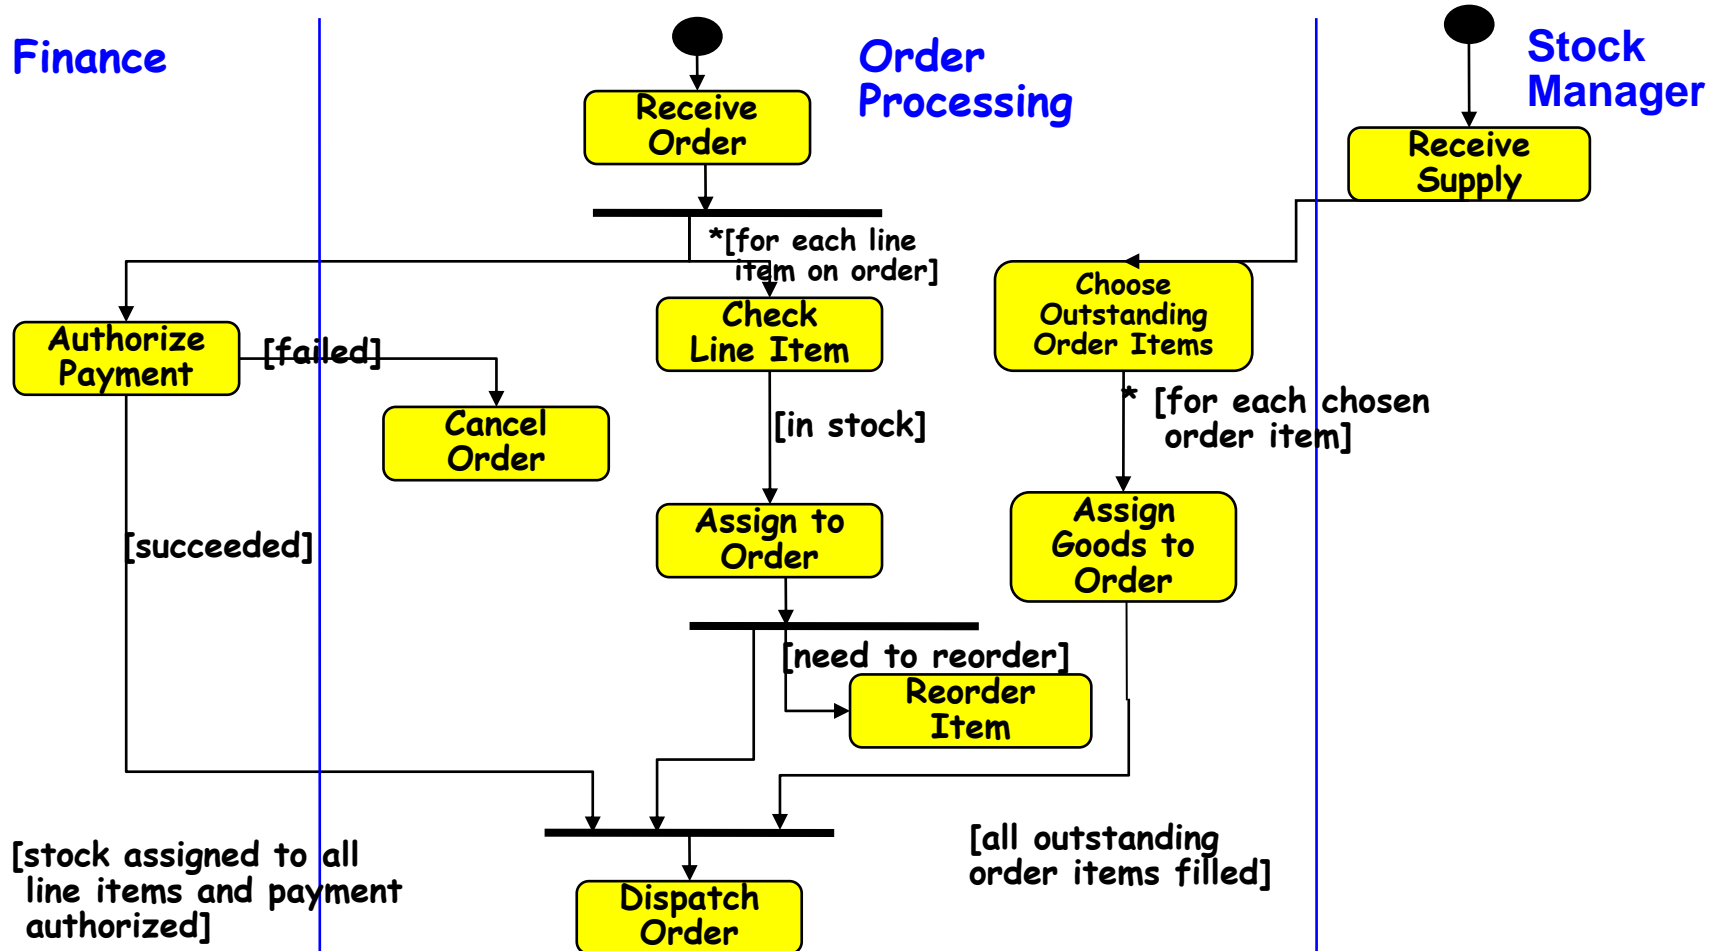 Finance
Order
Processing
Stock
Manager
Receive
Order
Receive
Supply
*[for each line
item on order]
Choose
Outstanding
Order Items
Check
Line Item
Authorize
Payment
[failed]
* [for each chosen
order item]
Cancel
Order
[in stock]
Assign to
Order
Assign
Goods to
Order
[succeeded]
[need to reorder]
Reorder
Item
[stock assigned to all
line items and payment
authorized]
[all outstanding
order items filled]
Dispatch
Order